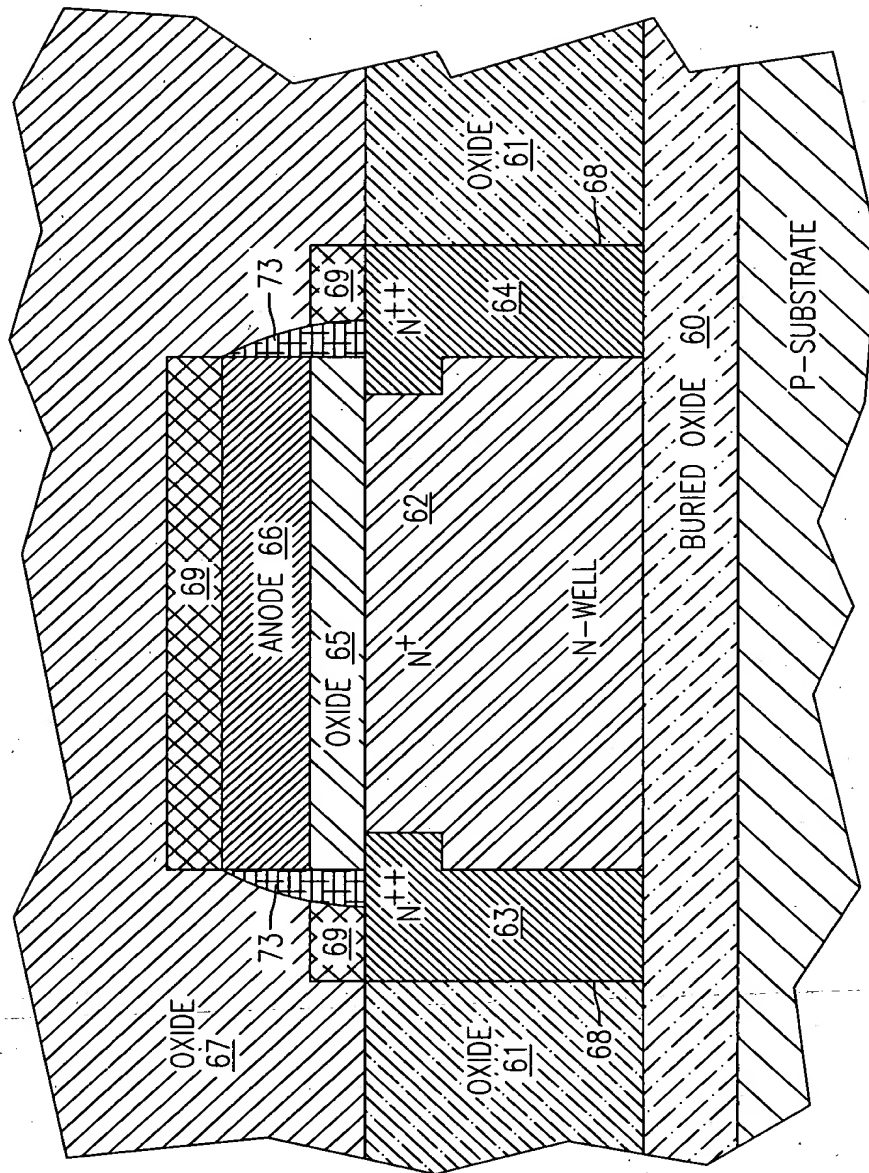 OXIDE
67
69
73
ANODE 66
73
69
OXIDE 65
69
N++
N+
62
N++
OXIDE
61
63
64
OXIDE
61
68
N-WELL
68
BURIED OXIDE 60
P-SUBSTRATE